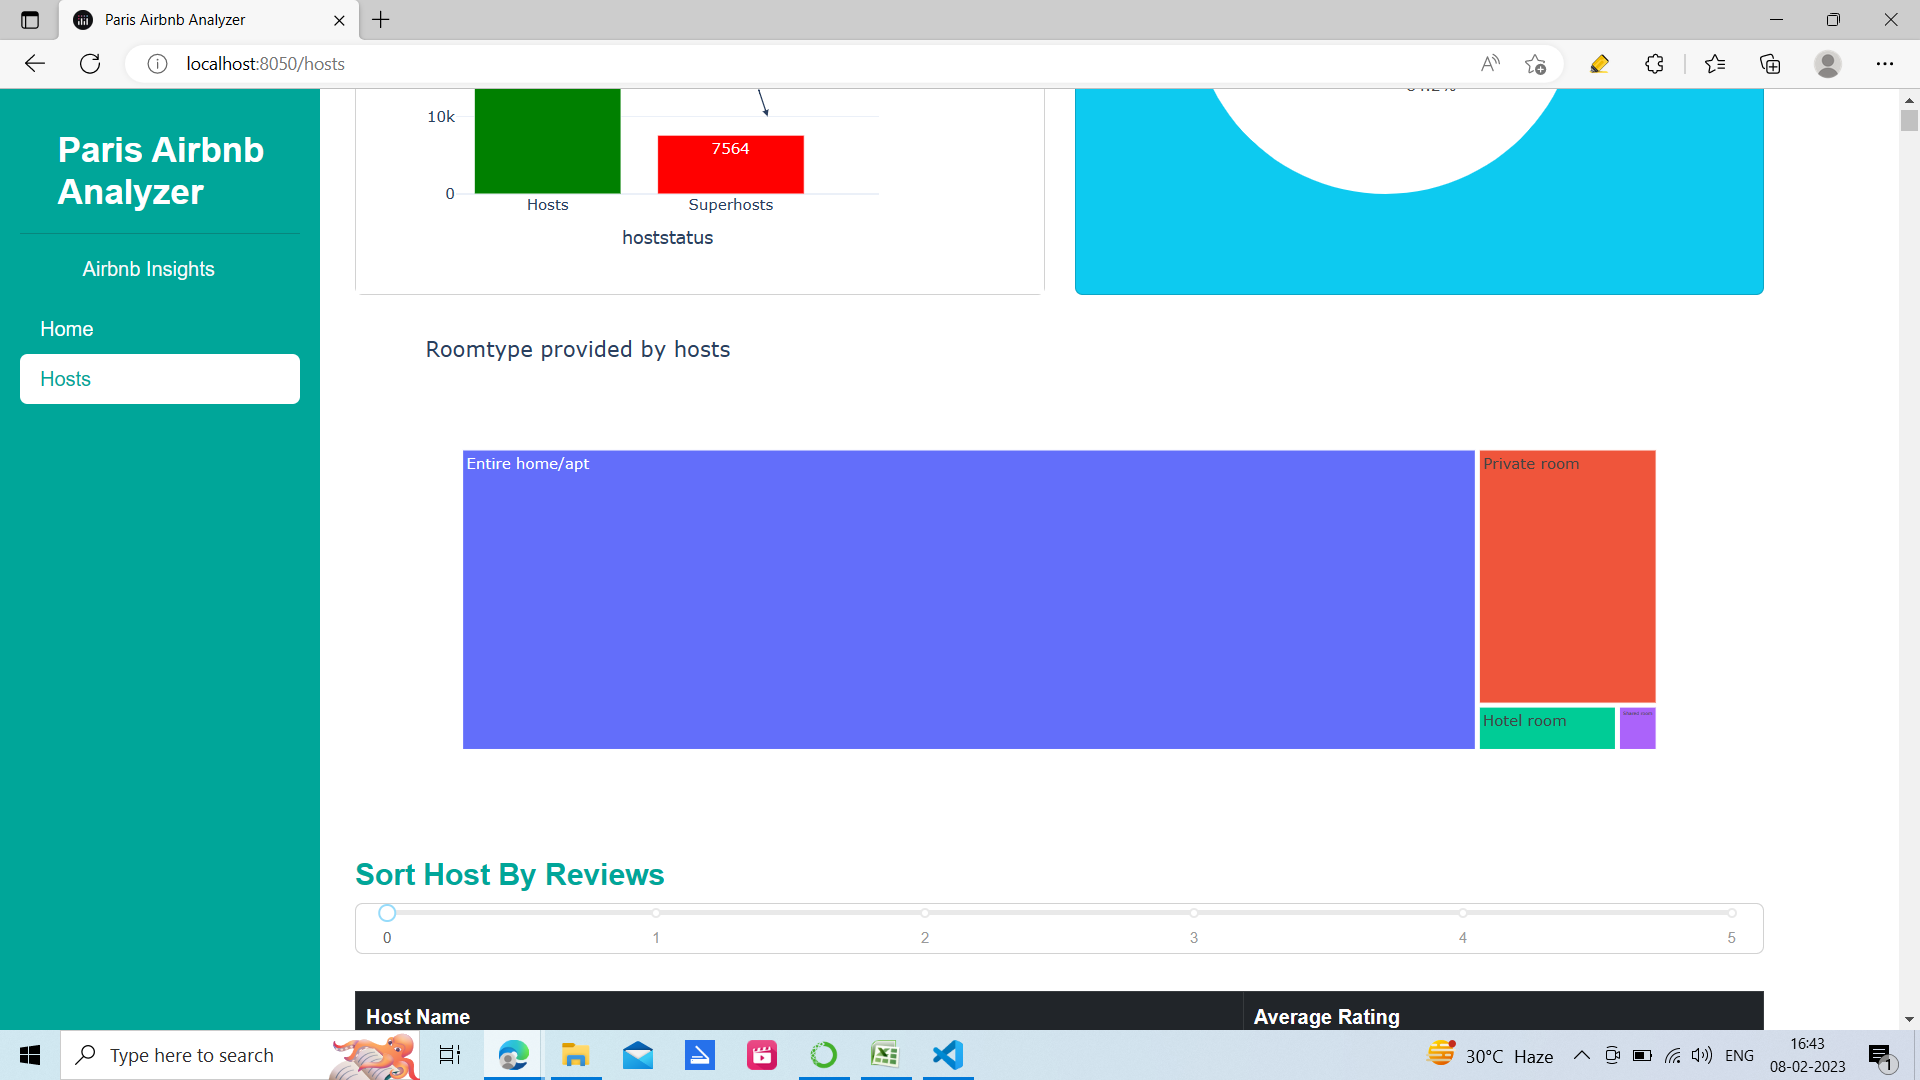 Paris Airbnb Analyzer
localhost:8050/hosts
Paris Airbnb
Analyzer
Airbnb Insights
Home
Hosts
10k
0
7564
Hosts
Superhosts
hoststatus
Roomtype provided by hosts
Entire home/apt
Private room
Hotel room
Sort Host By Reviews
0
1
2
3
4
5
Host Name
Average Rating
Type here to search
30°C Haze
ENG
16:43
08-02-2023
1